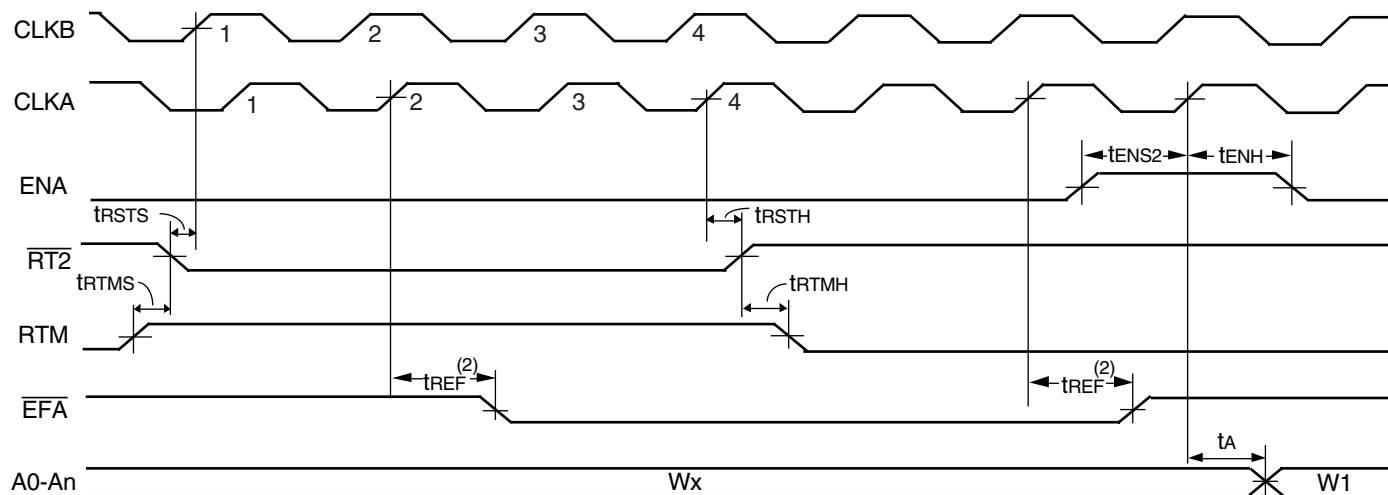 CLKB 1 2 3 4
CLKA 1 2 3 4
tENS2 tENH
ENA
tRSTS tRSTH
RT2
tRTMS tRTMH
RTM
tREF(2) tREF(2)
EFA
tA
A0-An Wx W1